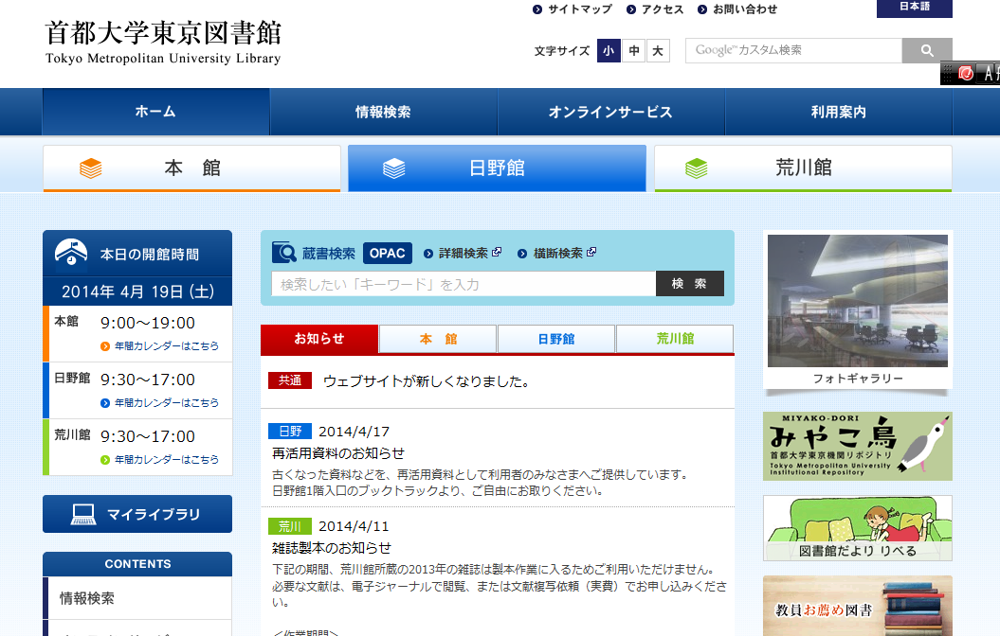 首都大学東京図書館
Tokyo Metropolitan University Library
サイトマップ アクセス お問い合わせ
日本語
文字サイズ 小 中 大
Google™ カスタム検索
ホーム 情報検索 オンラインサービス 利用案内
本 館 日野館 荒川館
本日の開館時間
2014年 4月 19日 (土)
本館 9:00～19:00
年間カレンダーはこちら
日野館 9:30～17:00
年間カレンダーはこちら
荒川館 9:30～17:00
年間カレンダーはこちら
マイライブラリ
CONTENTS
情報検索
蔵書検索 OPAC 詳細検索 横断検索
検索したい「キーワード」を入力
検 索
お知らせ 本 館 日野館 荒川館
共通 ウェブサイトが新しくなりました。
日野 2014/4/17
再活用資料のお知らせ
古くなった資料などを、再活用資料として利用者のみなさまへご提供しています。
日野館1階入口のブックトラックより、ご自由にお取りください。
荒川 2014/4/11
雑誌製本のお知らせ
下記の期間、荒川館所蔵の2013年の雑誌は製本作業に入るためご利用いただけません。
必要な文献は、電子ジャーナルで閲覧、または文献複写依頼（実費）でお申し込みくださ
い。
＜作業期間＞
フォトギャラリー
MIYAKO-DORI
みやこ鳥
首都大学東京機関リポジトリ
Tokyo Metropolitan University
Institutional Repository
図書館だより りべる
教員お薦め図書